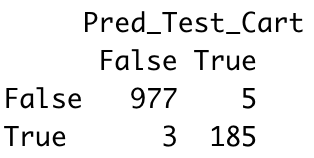 Pred_Test_Cart
False True
False 977 5
True 3 185